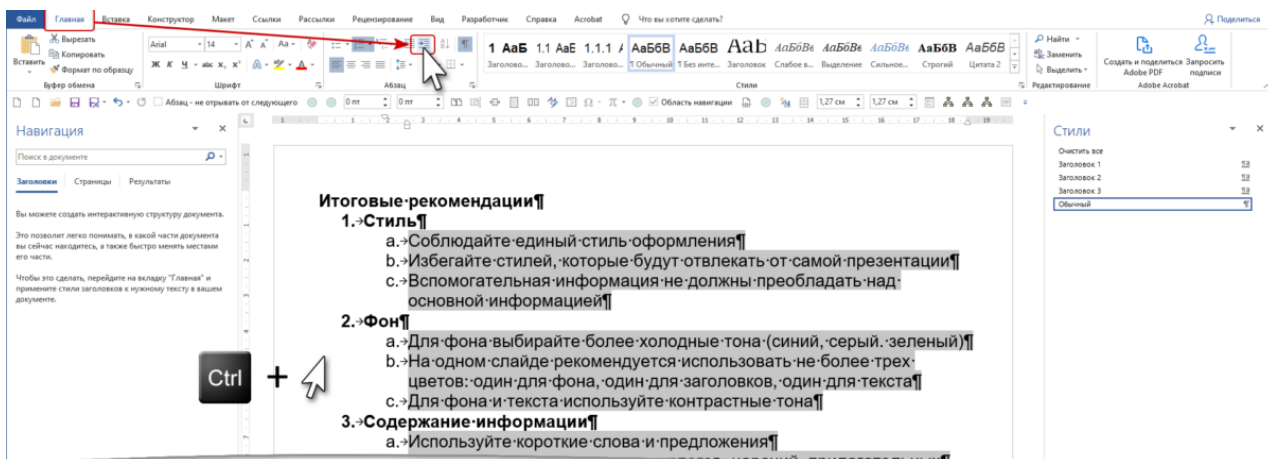 Файл Главная Вставка Конструктор Макет Ссылки Рассылки Рецензирование Вид Разработчик Справка Acrobat Что вы хотите сделать? Поделиться
Вставить
Вырезать
Копировать
Формат по образцу
Буфер обмена
Arial 14
Шрифт
Абзац
1 АаБ 1.1 АаЕ 1.1.1 АаБбВ АаБбВ АаЬ АаБбВв АаБбВв АаБбВв АаБбВ АаБбВ
Заголово... Заголово... Заголово... ¶ Обычный ¶ Без инте... Заголовок Слабое в... Выделение Сильное... Строгий Цитата 2
Стили
Найти
Заменить
Выделить
Редактирование
Создать и поделиться Adobe PDF
Запросить подписи
Adobe Acrobat
Абзац - не отрывать от следующего 0 пт 0 пт Область навигации 1,27 см 1,27 см
Навигация
Поиск в документе
Заголовки Страницы Результаты
Вы можете создать интерактивную структуру документа.
Это позволит легко понимать, в какой части документа
вы сейчас находитесь, а также быстро менять местами
его части.
Чтобы это сделать, перейдите на вкладку "Главная" и
примените стили заголовков к нужному тексту в вашем
документе.
Итоговые·рекомендации¶
1.→Стиль¶
a.→Соблюдайте·единый·стиль·оформления¶
b.→Избегайте·стилей,·которые·будут·отвлекать·от·самой·презентации¶
c.→Вспомогательная·информация·не·должны·преобладать·над·
основной·информацией¶
2.→Фон¶
a.→Для·фона·выбирайте·более·холодные·тона·(синий,·серый.·зеленый)¶
b.→На·одном·слайде·рекомендуется·использовать·не·более·трех·
цветов:·один·для·фона,·один·для·заголовков,·один·для·текста¶
c.→Для·фона·и·текста·используйте·контрастные·тона¶
3.→Содержание·информации¶
a.→Используйте·короткие·слова·и·предложения¶
Ctrl +
Стили
Очистить все
Заголовок 1
Заголовок 2
Заголовок 3
Обычный